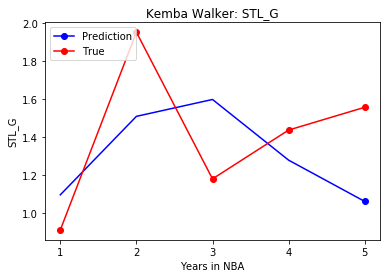 Kemba Walker: STL_G
Prediction
True
STL_G
2.0
1.8
1.6
1.4
1.2
1.0
1 2 3 4 5
Years in NBA